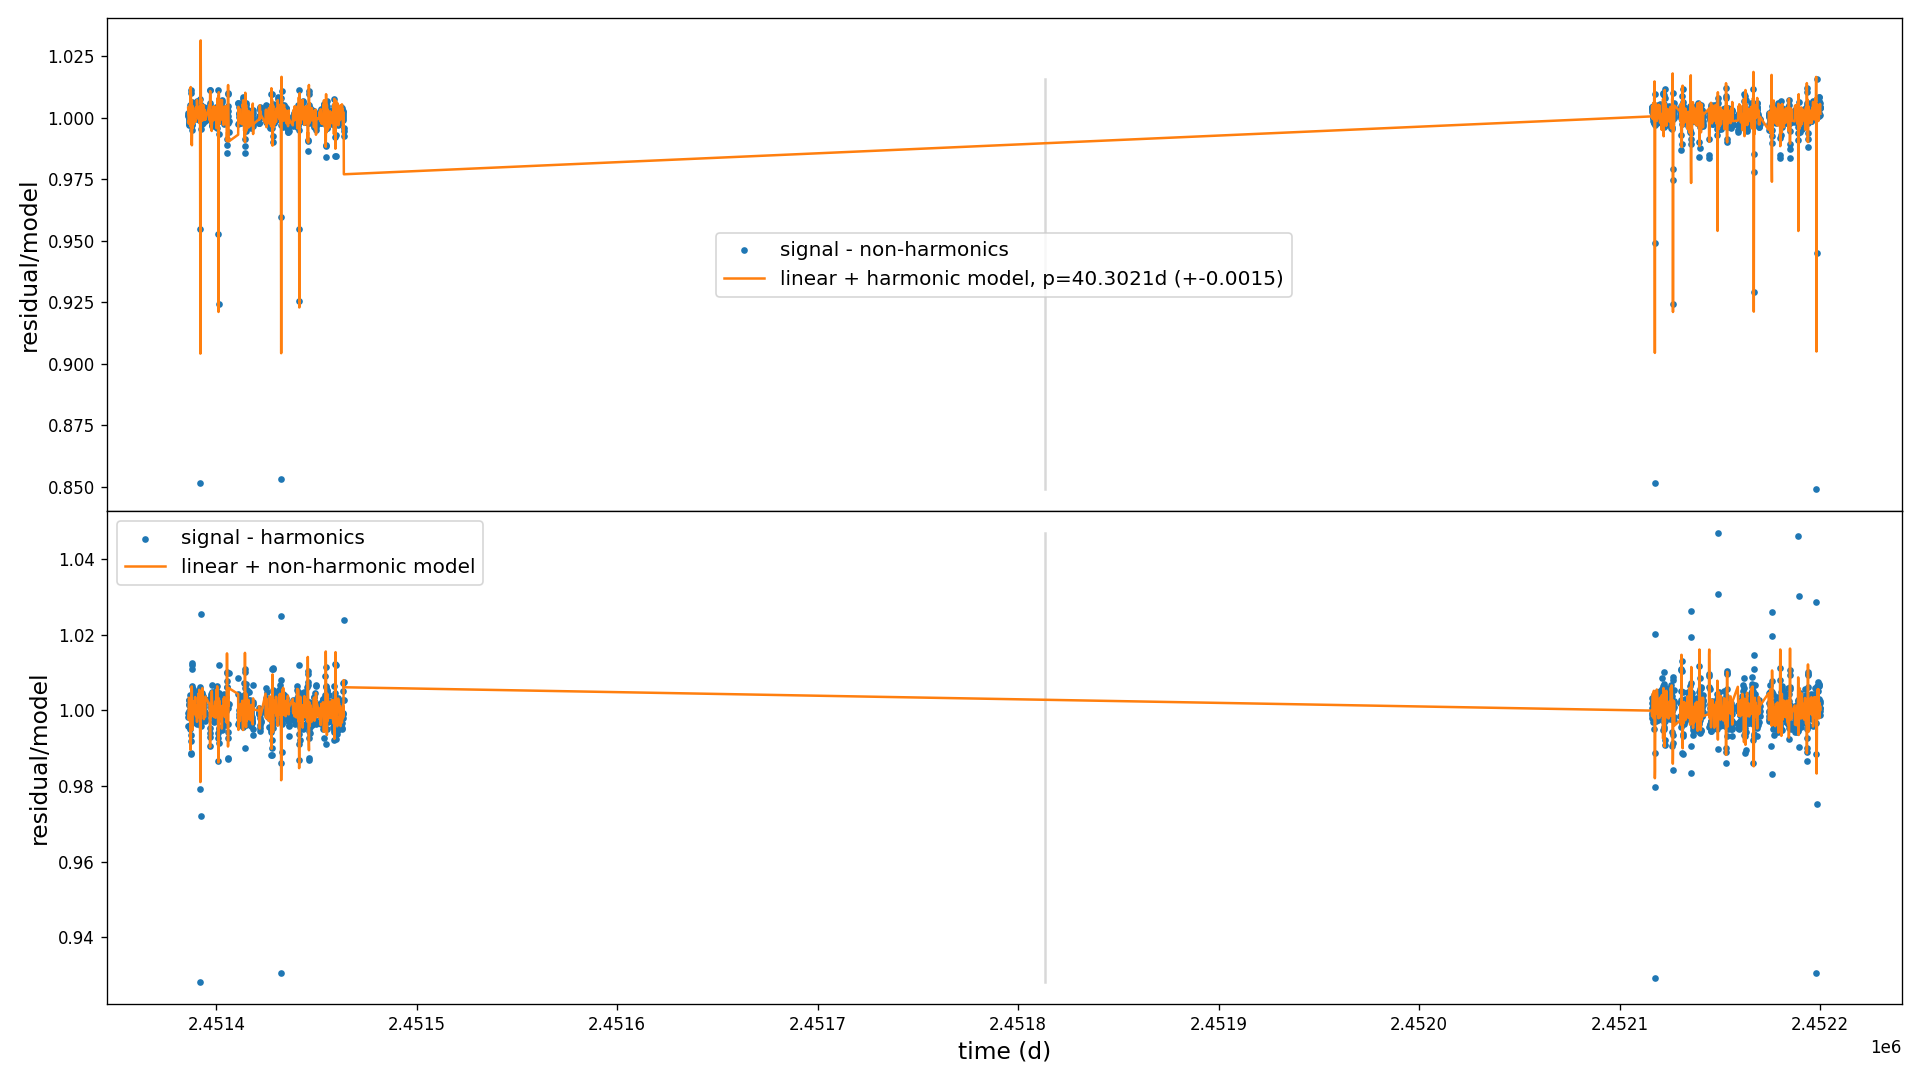 1.025
1.000
0.975
0.950
0.925
0.900
0.875
0.850
residual/model
signal - non-harmonics
linear + harmonic model, p=40.3021d (+-0.0015)
signal - harmonics
linear + non-harmonic model
1.04
1.02
1.00
0.98
0.96
0.94
residual/model
2.4514
2.4515
2.4516
2.4517
2.4518
2.4519
2.4520
2.4521
2.4522
time (d)
1e6